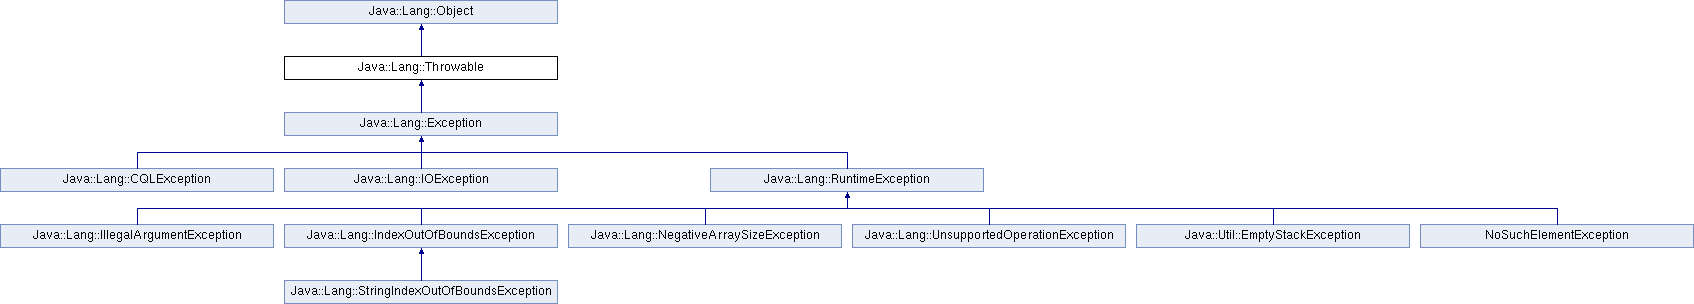 Java::Lang::Object
Java::Lang::Throwable
Java::Lang::Exception
Java::Lang::CQLException
Java::Lang::IOException
Java::Lang::RuntimeException
Java::Lang::IllegalArgumentException
Java::Lang::IndexOutOfBoundsException
Java::Lang::NegativeArraySizeException
Java::Lang::UnsupportedOperationException
Java::Util::EmptyStackException
NoSuchElementException
Java::Lang::StringIndexOutOfBoundsException